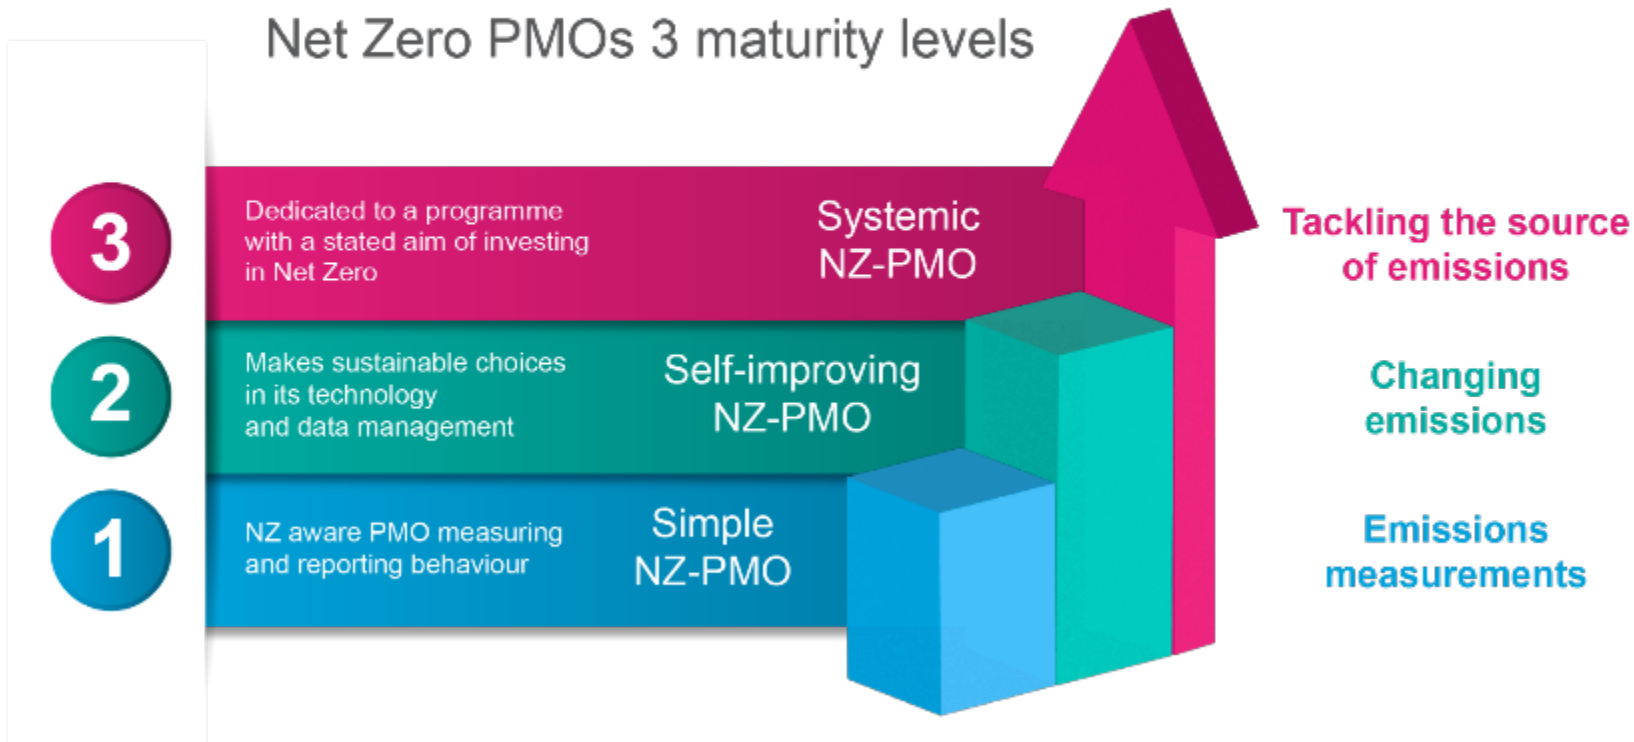 Net Zero PMOs 3 maturity levels
3
Dedicated to a programme
with a stated aim of investing
in Net Zero
Systemic
NZ-PMO
Tackling the source
of emissions
2
Makes sustainable choices
in its technology
and data management
Self-improving
NZ-PMO
Changing
emissions
1
NZ aware PMO measuring
and reporting behaviour
Simple
NZ-PMO
Emissions
measurements